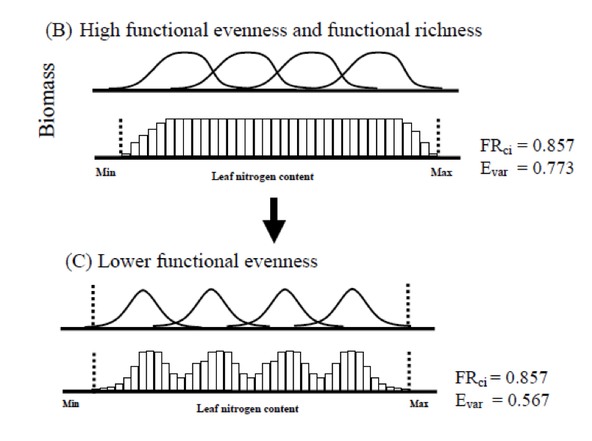 (B) High functional evenness and functional richness
Biomass
FRci = 0.857
Evar = 0.773
Min Leaf nitrogen content Max
(C) Lower functional evenness
FRci = 0.857
Evar = 0.567
Min Leaf nitrogen content Max